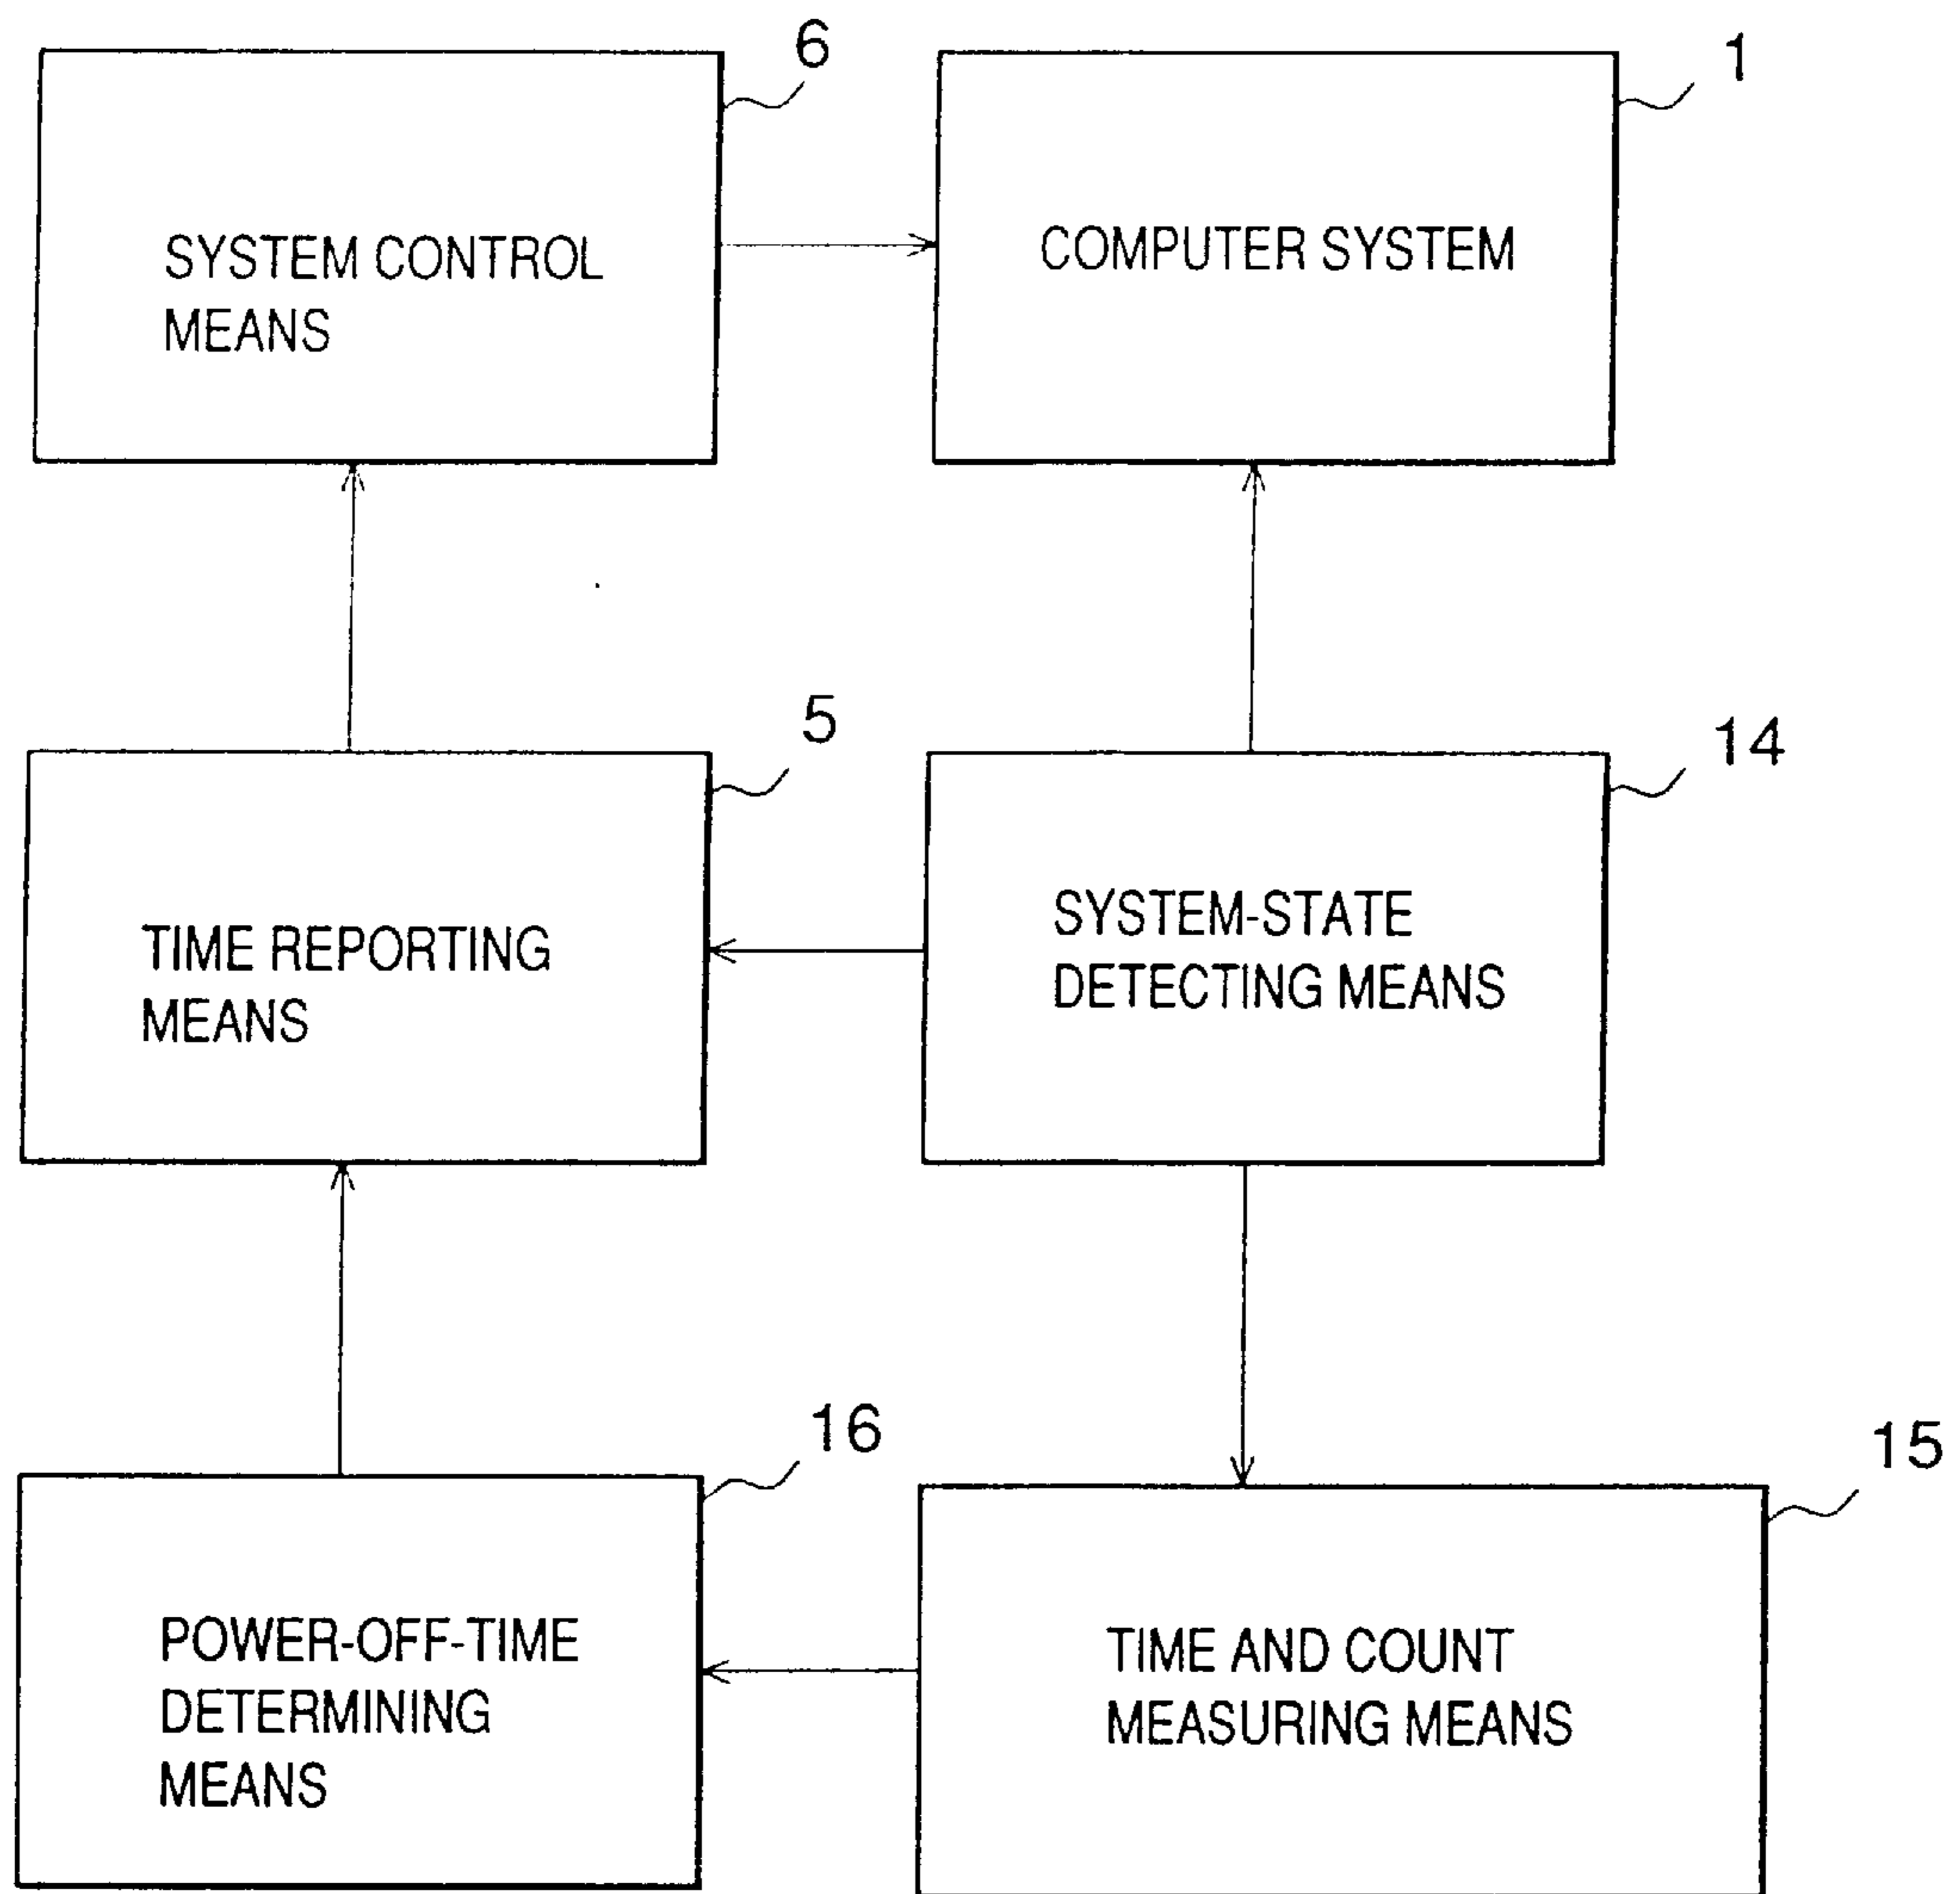 6
1
SYSTEM CONTROL
MEANS
COMPUTER SYSTEM
5
14
TIME REPORTING
MEANS
SYSTEM-STATE
DETECTING MEANS
16
15
POWER-OFF-TIME
DETERMINING
MEANS
TIME AND COUNT
MEASURING MEANS